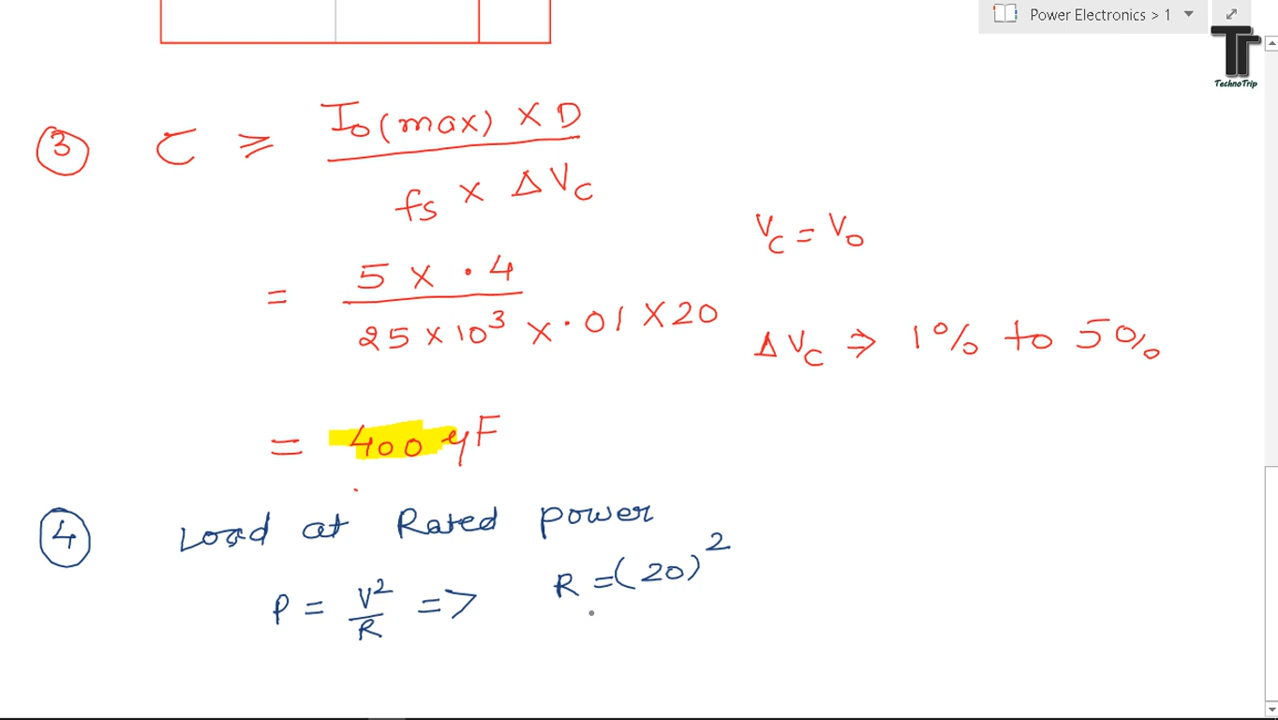 Power Electronics > 1
TechnoTrip
3 C ≥ Io(max) × D
fs × ΔVc
Vc = Vo
= 5 × .4
25 × 10³ × .01 × 20
ΔVc ⇒ 1% to 5%
= 400 μF
4 Load at Rated power
P = V²/R => R = (20)²